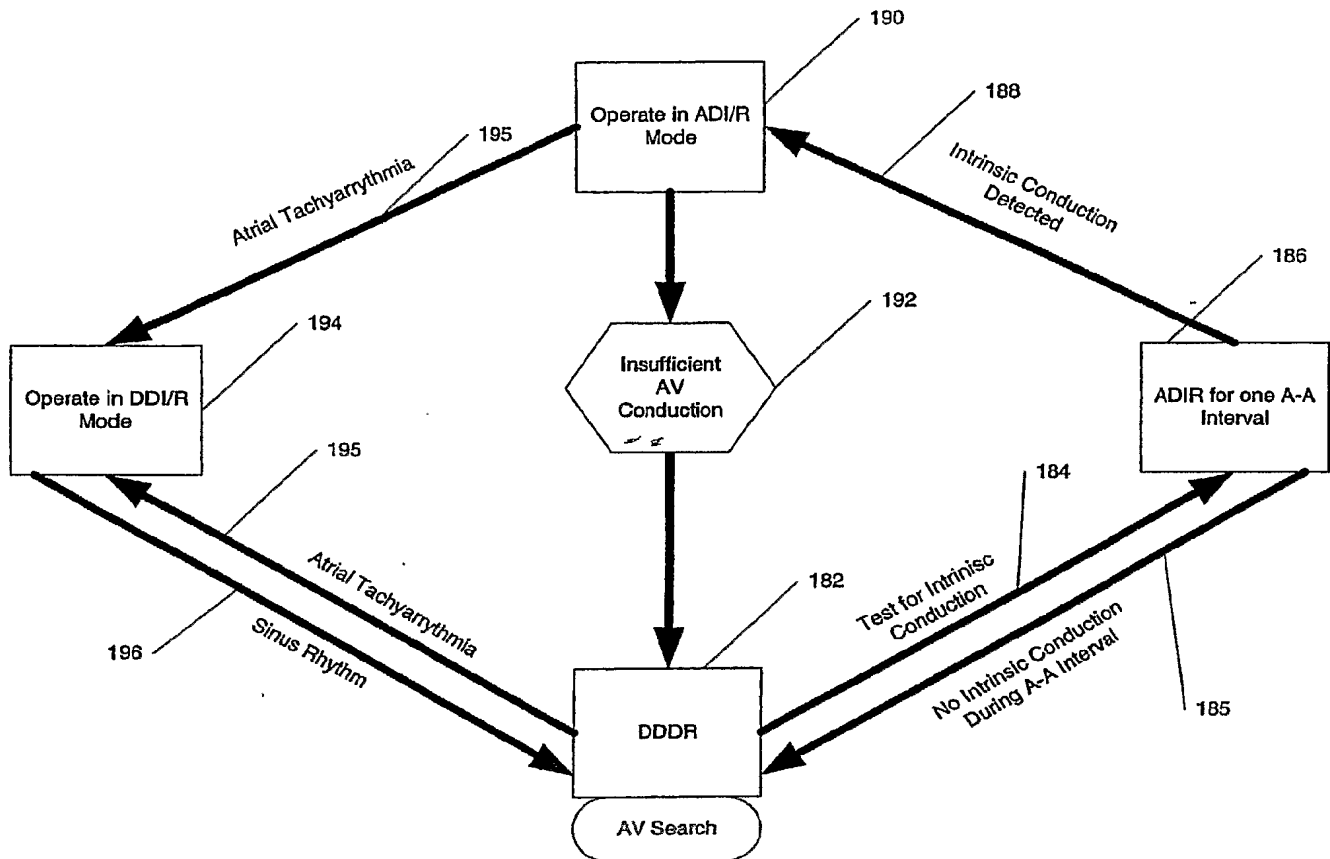 190
Operate in ADI/R
Mode
188
195
Atrial Tachyarrythmia
Intrinsic Conduction
Detected
186
194
192
Operate in DDI/R
Mode
Insufficient
AV
Conduction
ADIR for one A-A
Interval
195
184
Atrial Tachyarrythmia
Sinus Rhythm
196
182
Test for Intrinisc
Conduction
No Intrinsic Conduction
During A-A Interval
185
DDDR
AV Search